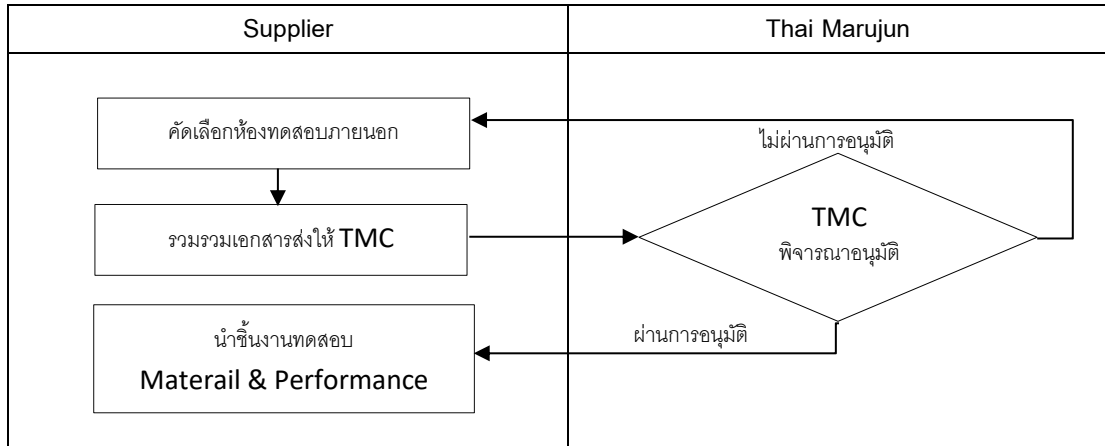 Supplier
Thai Marujun
คัดเลือกห้องทดสอบภายนอก
ไม่ผ่านการอนุมัติ
รวมรวมเอกสารส่งให้ TMC
TMC
พิจารณาอนุมัติ
ผ่านการอนุมัติ
นำชิ้นงานทดสอบ
Materail & Performance